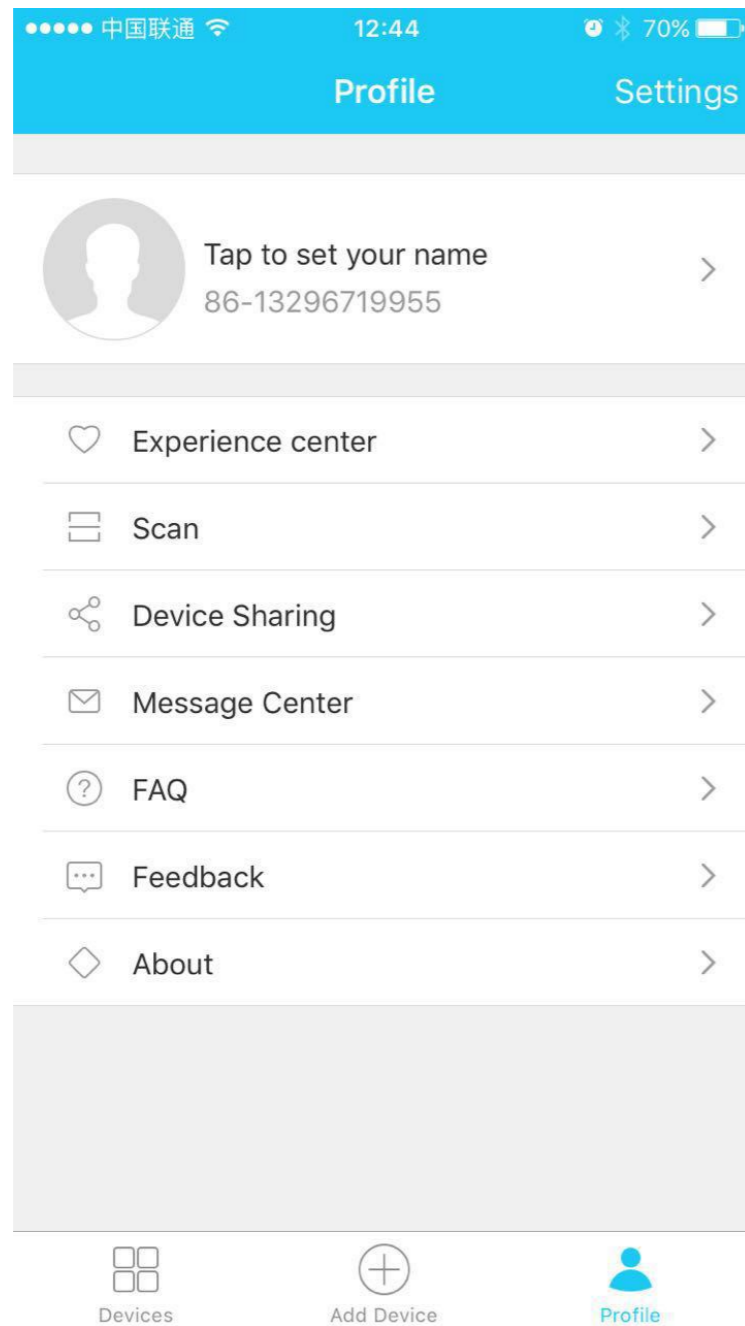 中国联通 12:44 70%
Profile Settings
Tap to set your name
86-13296719955
Experience center
Scan
Device Sharing
Message Center
? FAQ
Feedback
About
Devices Add Device Profile